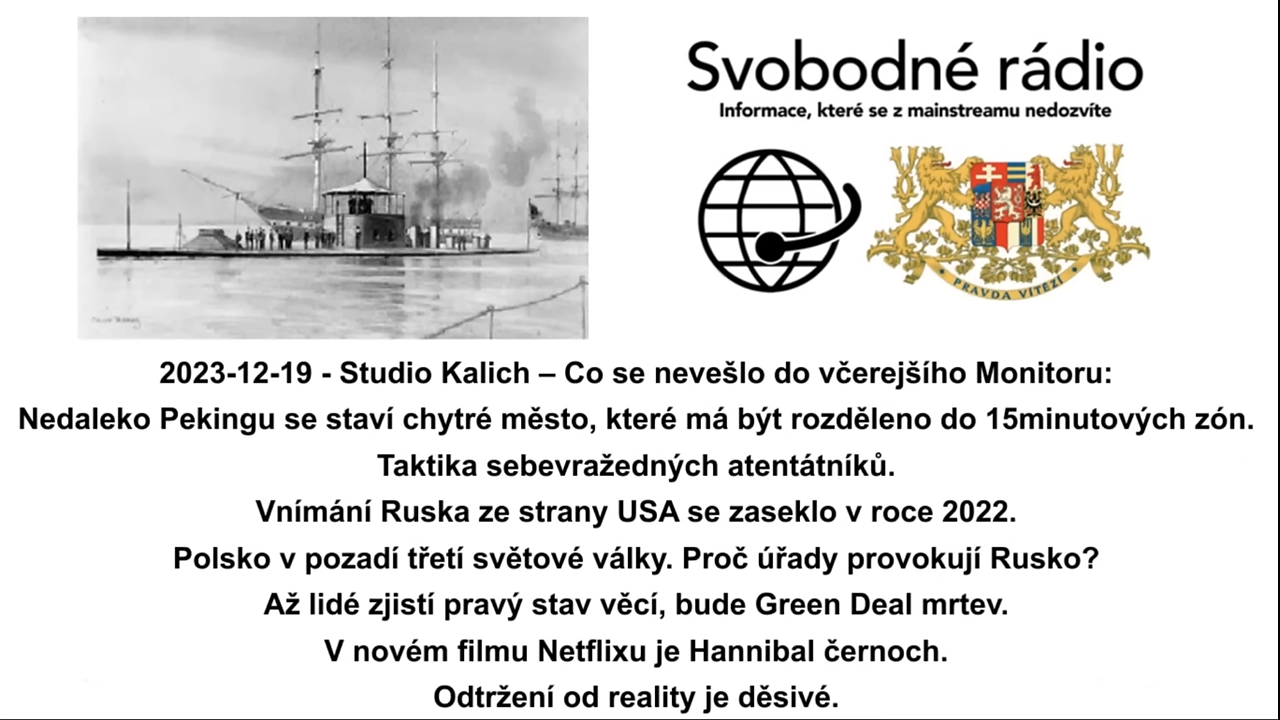 Svobodné rádio
Informace, které se z mainstreamu nedozvíte
PRAVDA VÍTĚZÍ
2023-12-19 - Studio Kalich – Co se nevešlo do včerejšího Monitoru:
Nedaleko Pekingu se staví chytré město, které má být rozděleno do 15minutových zón.
Taktika sebevražedných atentátníků.
Vnímání Ruska ze strany USA se zaseklo v roce 2022.
Polsko v pozadí třetí světové války. Proč úřady provokují Rusko?
Až lidé zjistí pravý stav věcí, bude Green Deal mrtev.
V novém filmu Netflixu je Hannibal černoch.
Odtržení od reality je děsivé.